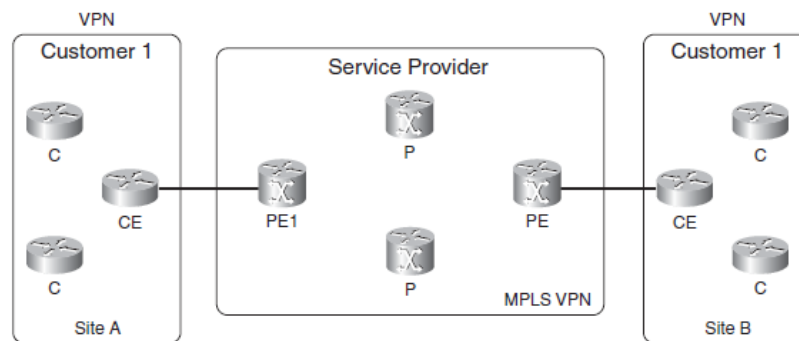 VPN
VPN
Customer 1
Service Provider
Customer 1
C
P
C
CE
PE1
PE
CE
C
P
C
MPLS VPN
Site A
Site B